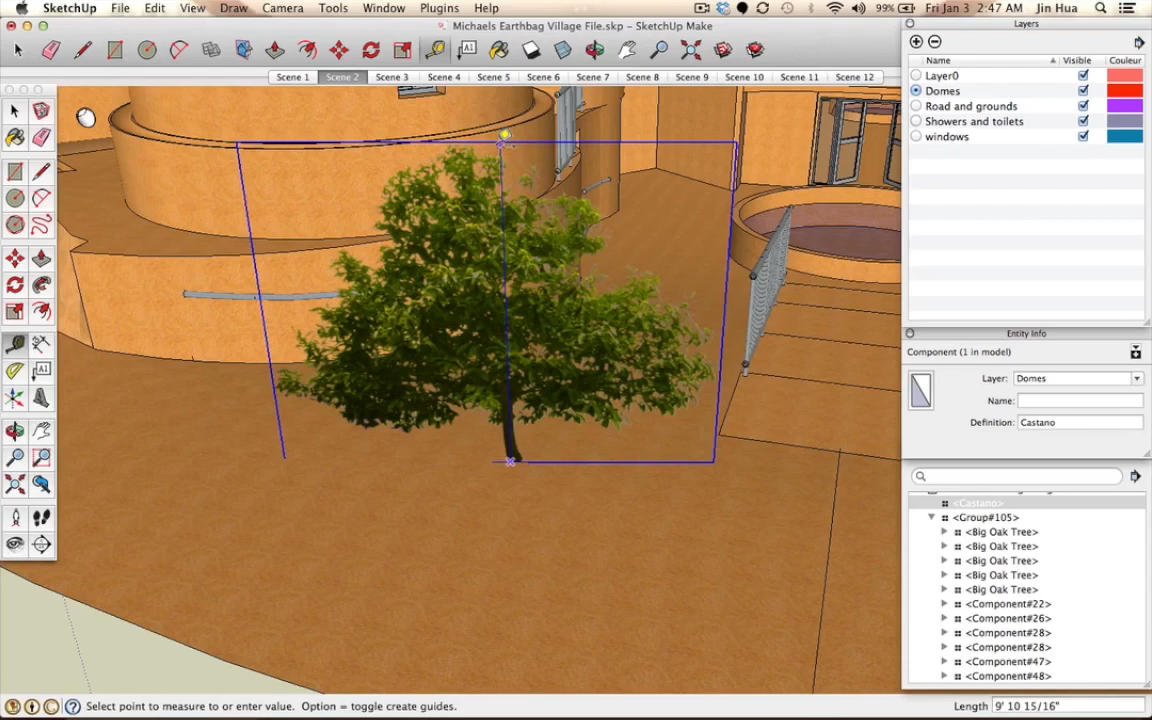 SketchUp File Edit View Draw Camera Tools Window Plugins Help 99% Fri Jan 3 2:47 AM Jin Hua
Michaels Earthbag Village File.skp – SketchUp Make
Scene 1 Scene 2 Scene 3 Scene 4 Scene 5 Scene 6 Scene 7 Scene 8 Scene 9 Scene 10 Scene 11 Scene 12
Layers
Name Visible Couleur
Layer0
Domes
Road and grounds
Showers and toilets
windows
Entity Info
Component (1 in model)
Layer: Domes
Name:
Definition: Castano
<Castano>
<Group#105>
<Big Oak Tree>
<Big Oak Tree>
<Big Oak Tree>
<Big Oak Tree>
<Big Oak Tree>
<Component#22>
<Component#26>
<Component#28>
<Component#28>
<Component#47>
<Component#48>
Select point to measure to or enter value. Option = toggle create guides.
Length 9' 10 15/16"